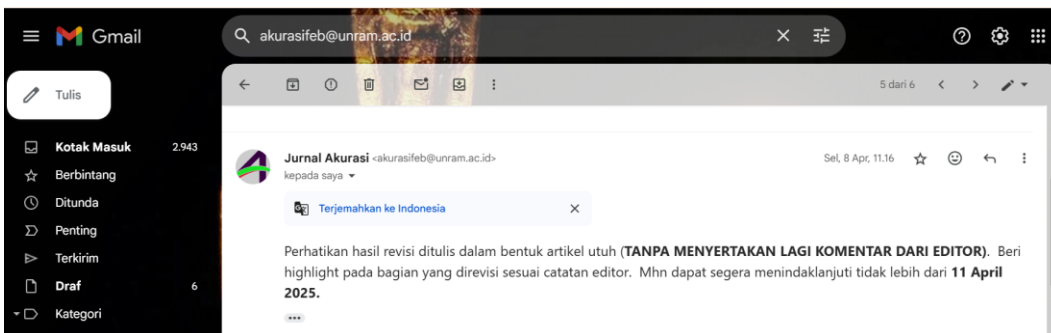 Gmail
akurasifeb@unram.ac.id
Tulis
5 dari 6
Kotak Masuk 2.943
Berbintang
Ditunda
Penting
Terkirim
Draf 6
Kategori
Jurnal Akurasi <akurasifeb@unram.ac.id>
Sel, 8 Apr, 11.16
kepada saya
Terjemahkan ke Indonesia
Perhatikan hasil revisi ditulis dalam bentuk artikel utuh (TANPA MENYERTAKAN LAGI KOMENTAR DARI EDITOR). Beri
highlight pada bagian yang direvisi sesuai catatan editor. Mhn dapat segera menindaklanjuti tidak lebih dari 11 April
2025.